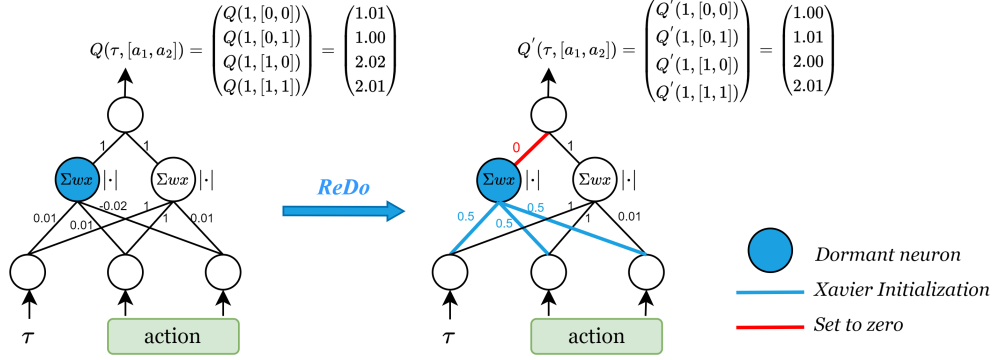 Q(τ, [a₁, a₂]) = (Q(1, [0, 0]) Q(1, [0, 1]) Q(1, [1, 0]) Q(1, [1, 1])) = (1.01 1.00 2.02 2.01)
Q′(τ, [a₁, a₂]) = (Q′(1, [0, 0]) Q′(1, [0, 1]) Q′(1, [1, 0]) Q′(1, [1, 1])) = (1.00 1.01 2.00 2.01)
1 1
Σwx |·| Σwx |·|
0.01 -0.02 1 0.01
0.01 1
τ
action
ReDo
0 1
Σwx |·| Σwx |·|
0.5 0.5 1 0.01
0.5 1
τ
action
Dormant neuron
Xavier Initialization
Set to zero